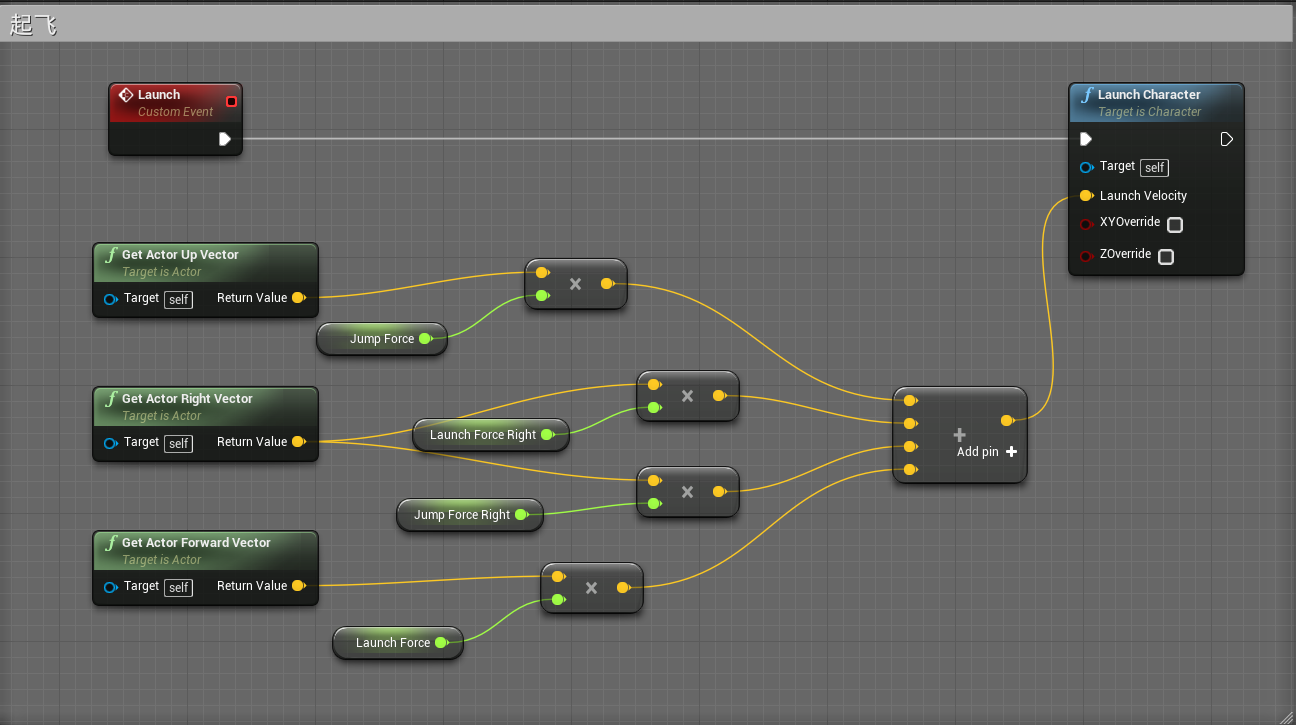 起飞
Launch
Custom Event
Launch Character
Target is Character
Target self
Launch Velocity
XYOverride
ZOverride
Get Actor Up Vector
Target is Actor
Target self Return Value
Jump Force
Get Actor Right Vector
Target is Actor
Target self Return Value
Launch Force Right
Add pin
Jump Force Right
Get Actor Forward Vector
Target is Actor
Target self Return Value
Launch Force